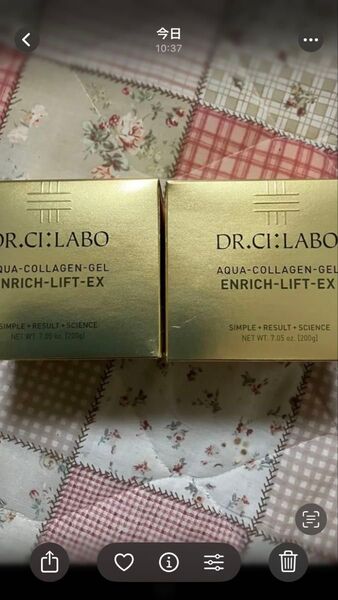 今日
10:37
DR.CI:LABO
AQUA-COLLAGEN-GEL
ENRICH-LIFT-EX
SIMPLE+RESULT+SCIENCE
NET WT. 7.05 oz. [200g]
DR.CI:LABO
AQUA-COLLAGEN-GEL
ENRICH-LIFT-EX
SIMPLE+RESULT+SCIENCE
NET WT. 7.05 oz. [200g]